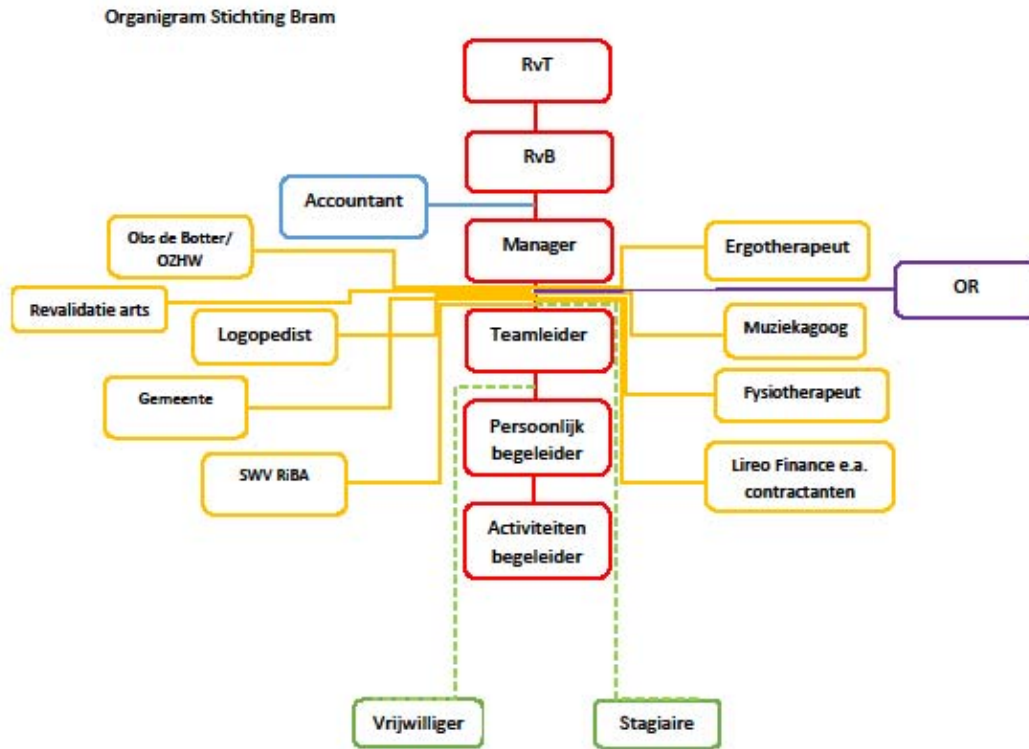 Organigram Stichting Bram
RvT
RvB
Accountant
Manager
Obs de Botter/
OZHW
Ergotherapeut
OR
Revalidatie arts
Logopedist
Teamleider
Muziekagoog
Gemeente
Fysiotherapeut
Persoonlijk
begeleider
SWV RiBA
Lireo Finance e.a.
contractanten
Activiteiten
begeleider
Vrijwilliger
Stagiaire